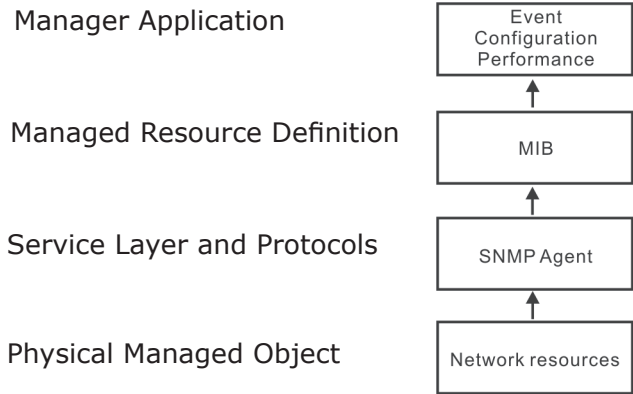 Manager Application
Event
Configuration
Performance
Managed Resource Definition
MIB
Service Layer and Protocols
SNMP Agent
Physical Managed Object
Network resources